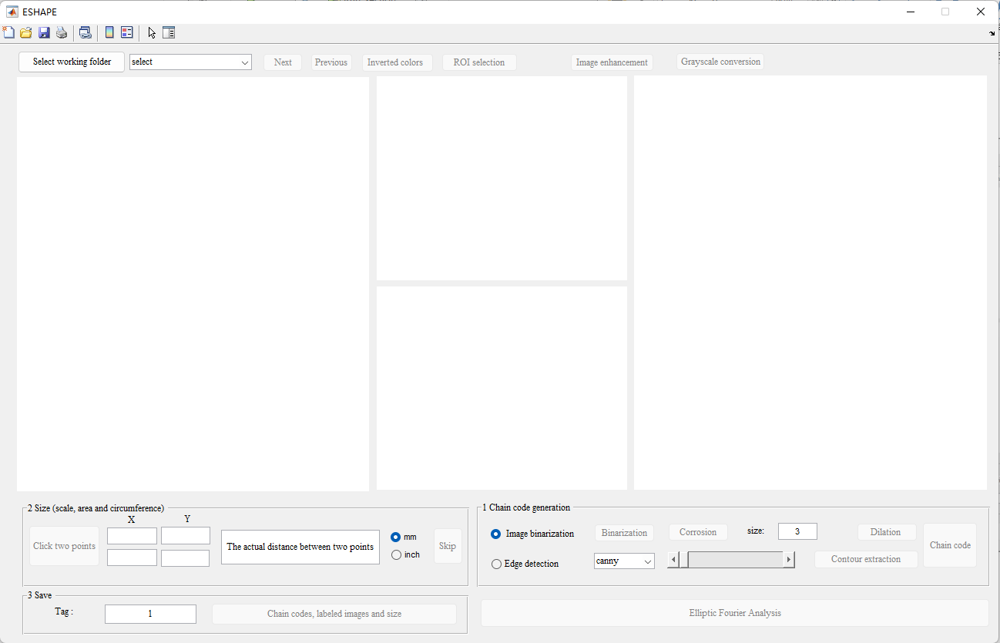 ESHAPE
Select working folder select Next Previous Inverted colors ROI selection Image enhancement Grayscale conversion
2 Size (scale, area and circumference)
X Y
Click two points
The actual distance between two points
mm
inch
Skip
1 Chain code generation
Image binarization Binarization Corrosion size: 3 Dilation
Chain code
Edge detection canny Contour extraction
3 Save
Tag : 1 Chain codes, labeled images and size
Elliptic Fourier Analysis